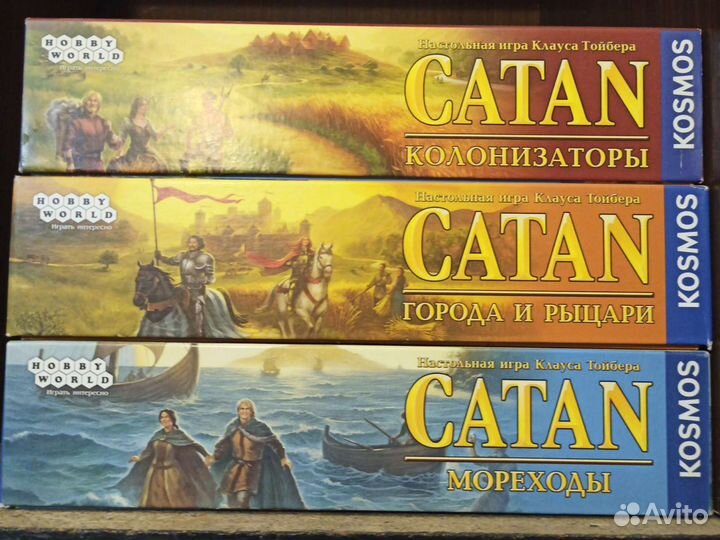 HOBBY
WORLD
Играть интересно
Настольная игра Клауса Тойбера
CATAN
КОЛОНИЗАТОРЫ
KOSMOS
HOBBY
WORLD
Играть интересно
Настольная игра Клауса Тойбера
CATAN
ГОРОДА И РЫЦАРИ
KOSMOS
HOBBY
WORLD
Играть интересно
Настольная игра Клауса Тойбера
CATAN
МОРЕХОДЫ
KOSMOS
Avito